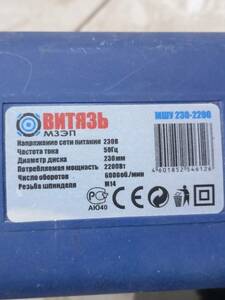 ВИТЯЗЬ
МЗЭП
МШУ 230-2200
Напряжение сети питания 230В
Частота тока 50Гц
Диаметр диска 230мм
Потребляемая мощность 2200Вт
Число оборотов 6000об/мин
Резьба шпинделя М14
4601852546126
АЮ40